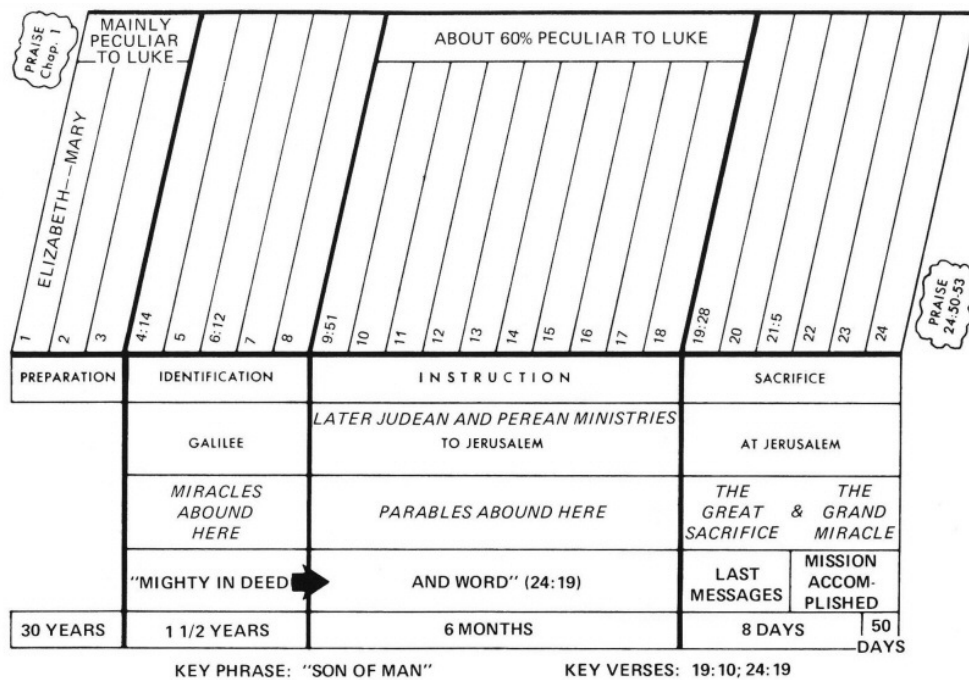 PRAISE
Chap. 1
MAINLY
PECULIAR
TO LUKE
ABOUT 60% PECULIAR TO LUKE
ELIZABETH--MARY
PRAISE
24:50-53
1 2 3 4:14 5 6:12 7 8 9:51 10 11 12 13 14 15 16 17 18 19:28 20 21:5 22 23 24
PREPARATION IDENTIFICATION INSTRUCTION SACRIFICE
LATER JUDEAN AND PEREAN MINISTRIES
GALILEE TO JERUSALEM AT JERUSALEM
MIRACLES
ABOUND
HERE
PARABLES ABOUND HERE
THE THE
GREAT & GRAND
SACRIFICE MIRACLE
"MIGHTY IN DEED AND WORD" (24:19)
LAST
MESSAGES
MISSION
ACCOM-
PLISHED
30 YEARS 1 1/2 YEARS 6 MONTHS 8 DAYS 50
DAYS
KEY PHRASE: "SON OF MAN" KEY VERSES: 19:10; 24:19